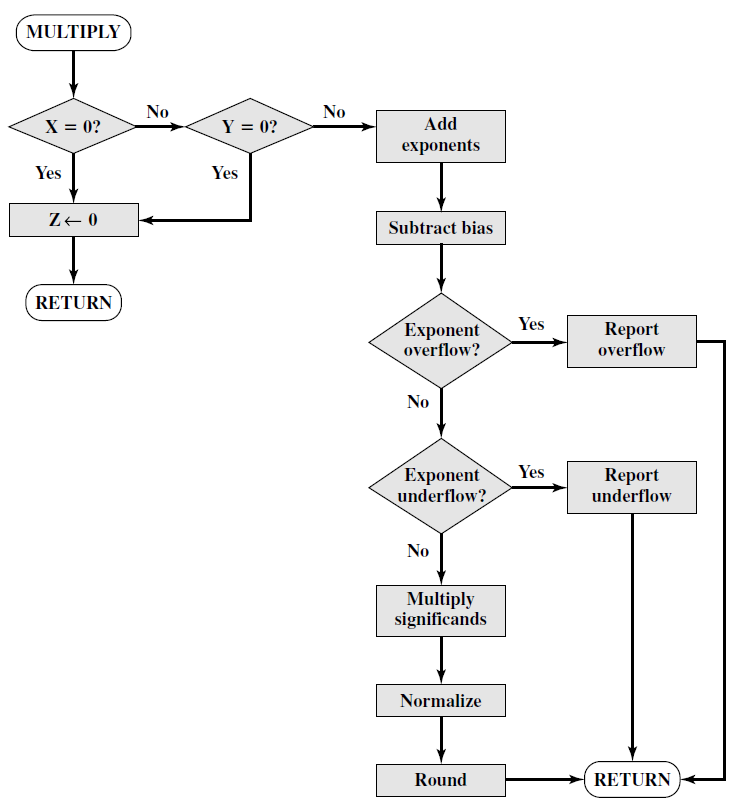 MULTIPLY
X = 0?
No
Y = 0?
No
Add
exponents
Yes
Yes
Z ← 0
RETURN
Subtract bias
Exponent
overflow?
Yes
Report
overflow
No
Exponent
underflow?
Yes
Report
underflow
No
Multiply
significands
Normalize
Round
RETURN